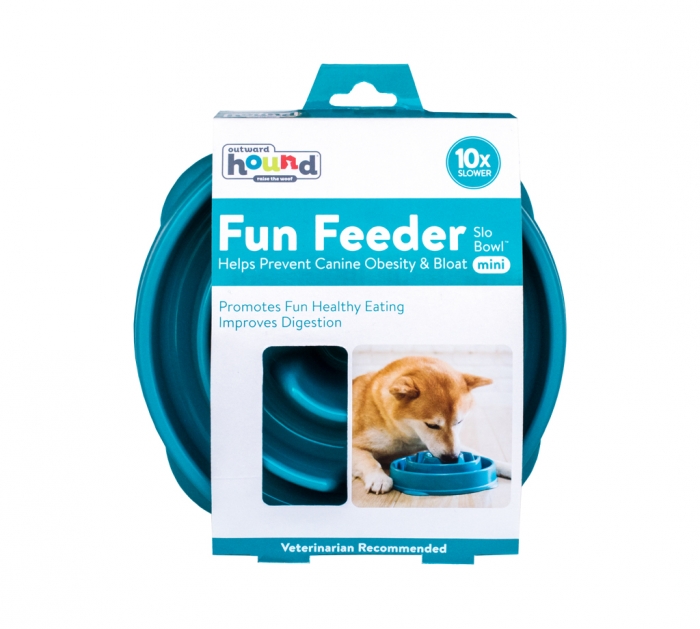 outward
hound
raise the woof
10x
SLOWER
Fun Feeder
Slo
Bowl™
Helps Prevent Canine Obesity & Bloat
mini
Promotes Fun Healthy Eating
Improves Digestion
Veterinarian Recommended